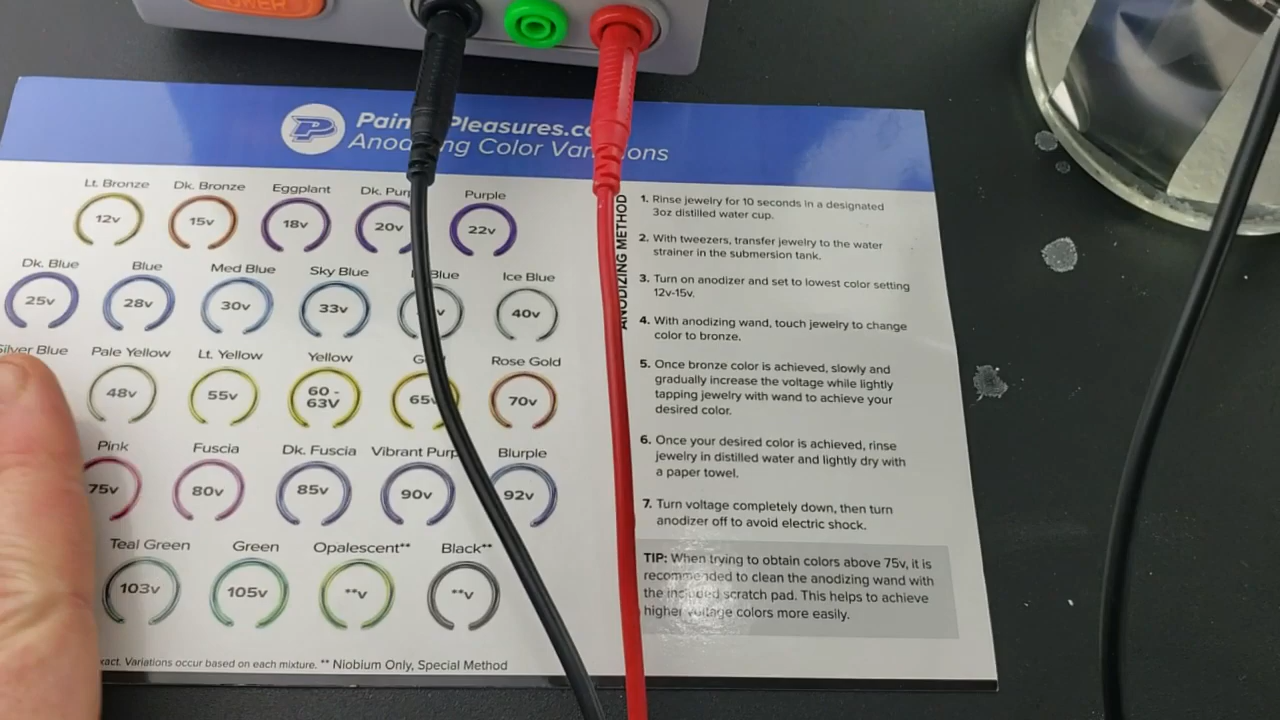 Pain Pleasures.co
Anodizing Color Variations
Lt. Bronze Dk. Bronze Eggplant Dk. Pur Purple
12v 15v 18v 20v 22v
Dk. Blue Blue Med Blue Sky Blue Blue Ice Blue
25v 28v 30v 33v v 40v
Silver Blue Pale Yellow Lt. Yellow Yellow G Rose Gold
48v 55v 60 - 63V 65v 70v
Pink Fuscia Dk. Fuscia Vibrant Purp Blurple
75v 80v 85v 90v 92v
Teal Green Green Opalescent** Black**
103v 105v **v **v
xact. Variations occur based on each mixture. ** Niobium Only, Special Method
ANODIZING METHOD
1. Rinse jewelry for 10 seconds in a designated
3oz distilled water cup.
2. With tweezers, transfer jewelry to the water
strainer in the submersion tank.
3. Turn on anodizer and set to lowest color setting
12v-15v.
4. With anodizing wand, touch jewelry to change
color to bronze.
5. Once bronze color is achieved, slowly and
gradually increase the voltage while lightly
tapping jewelry with wand to achieve your
desired color.
6. Once your desired color is achieved, rinse
jewelry in distilled water and lightly dry with
a paper towel.
7. Turn voltage completely down, then turn
anodizer off to avoid electric shock.
TIP: When trying to obtain colors above 75v, it is
recommended to clean the anodizing wand with
the included scratch pad. This helps to achieve
higher voltage colors more easily.